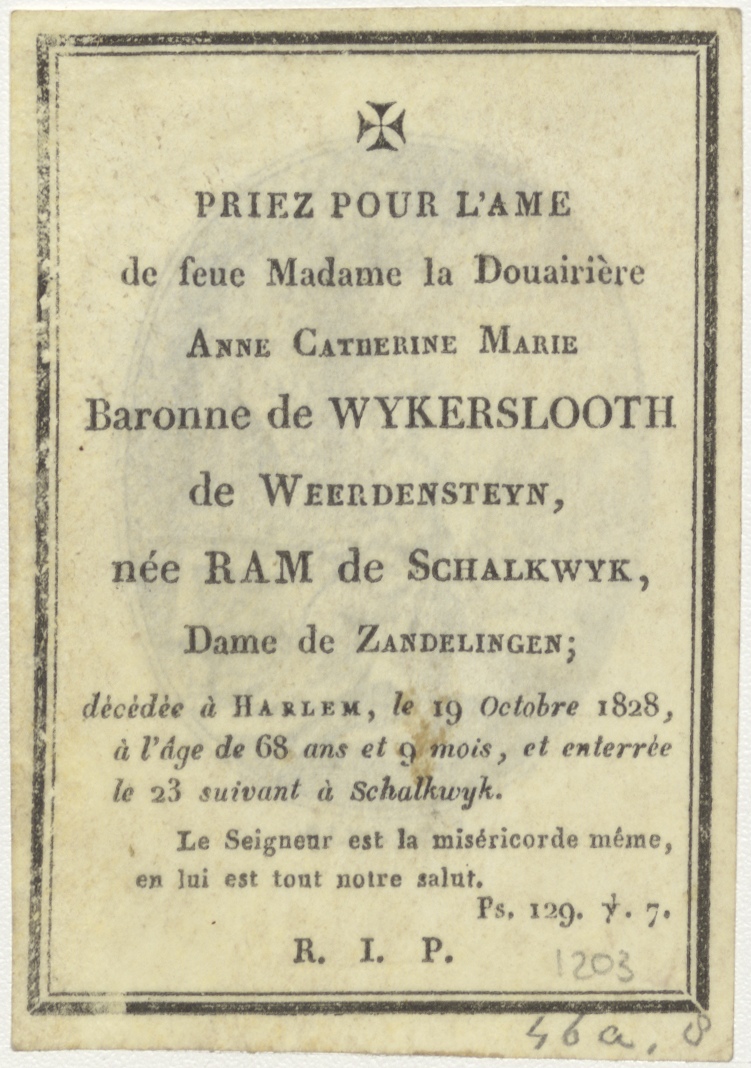 ✠
PRIEZ POUR L'AME
de feue Madame la Douairière
ANNE CATHERINE MARIE
Baronne de WYKERSLOOTH
de WEERDENSTEYN,
née RAM de SCHALKWYK,
Dame de ZANDELINGEN;
décédée à HARLEM, le 19 Octobre 1828,
à l'âge de 68 ans et 9 mois, et enterrée
le 23 suivant à Schalkwyk.
Le Seigneur est la miséricorde même,
en lui est tout notre salut.
Ps. 129. ℣. 7.
R. I. P.
1203
46a, 8